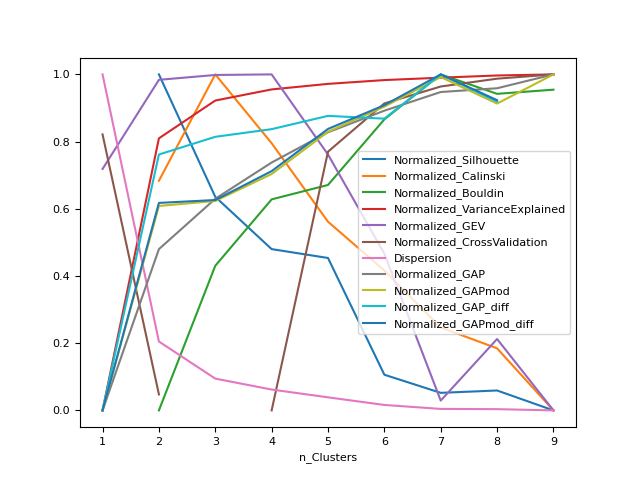 1.0
0.8
0.6
0.4
0.2
0.0
Normalized_Silhouette
Normalized_Calinski
Normalized_Bouldin
Normalized_VarianceExplained
Normalized_GEV
Normalized_CrossValidation
Dispersion
Normalized_GAP
Normalized_GAPmod
Normalized_GAP_diff
Normalized_GAPmod_diff
1 2 3 4 5 6 7 8 9
n_Clusters